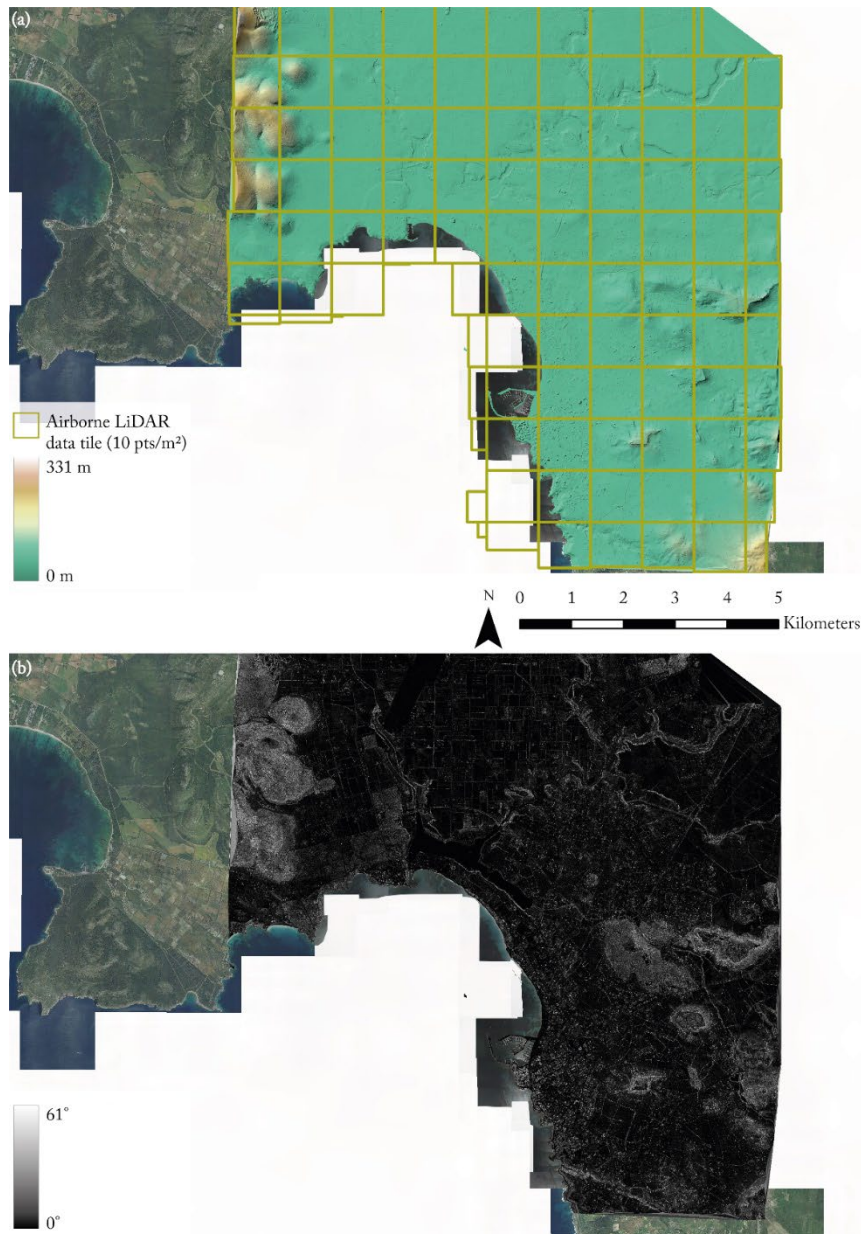 (a)
Airborne LiDAR
data tile (10 pts/m²)
331 m
0 m
N
0 1 2 3 4 5
Kilometers
(b)
61°
0°